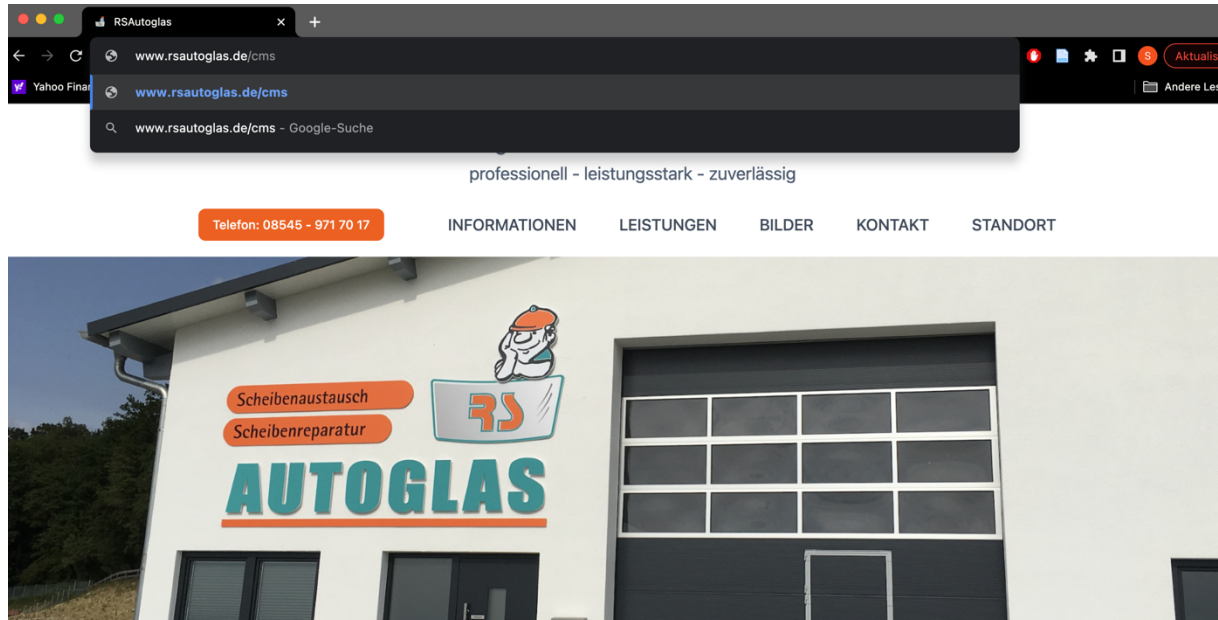 RSAutoglas
www.rsautoglas.de/cms
S
Aktualis
Yahoo Finan
www.rsautoglas.de/cms
Andere Les
www.rsautoglas.de/cms - Google-Suche
professionell - leistungsstark - zuverlässig
Telefon: 08545 - 971 70 17
INFORMATIONEN
LEISTUNGEN
BILDER
KONTAKT
STANDORT
Scheibenaustausch
Scheibenreparatur
RS
AUTOGLAS